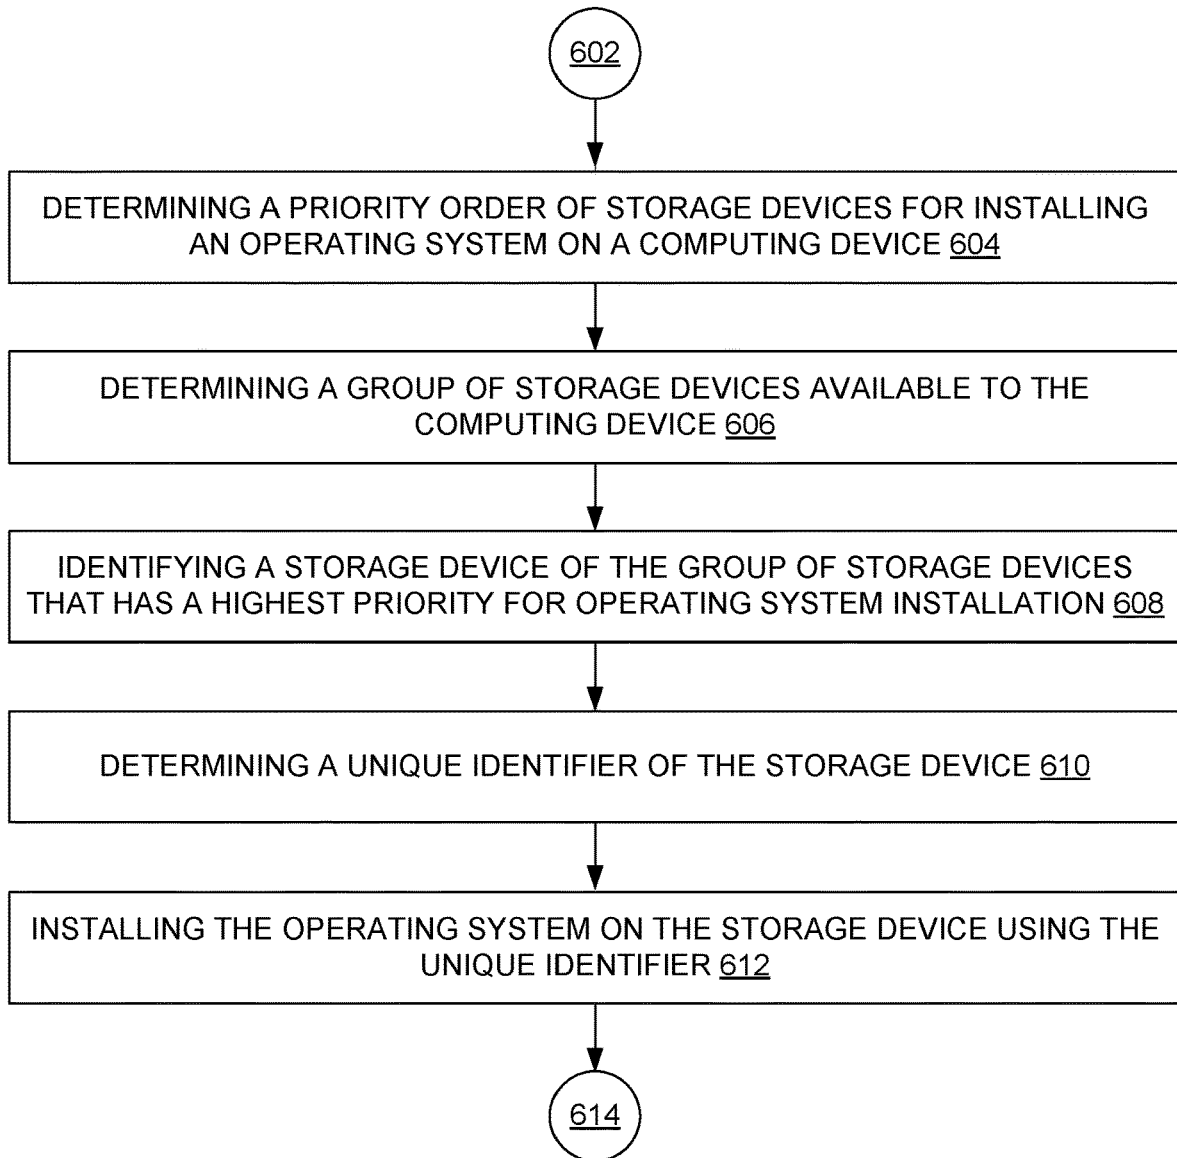 602
DETERMINING A PRIORITY ORDER OF STORAGE DEVICES FOR INSTALLING
AN OPERATING SYSTEM ON A COMPUTING DEVICE 604
DETERMINING A GROUP OF STORAGE DEVICES AVAILABLE TO THE
COMPUTING DEVICE 606
IDENTIFYING A STORAGE DEVICE OF THE GROUP OF STORAGE DEVICES
THAT HAS A HIGHEST PRIORITY FOR OPERATING SYSTEM INSTALLATION 608
DETERMINING A UNIQUE IDENTIFIER OF THE STORAGE DEVICE 610
INSTALLING THE OPERATING SYSTEM ON THE STORAGE DEVICE USING THE
UNIQUE IDENTIFIER 612
614